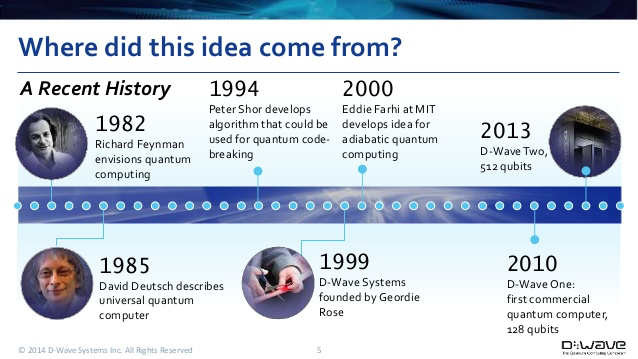 Where did this idea come from?
A Recent History
1982
Richard Feynman
envisions quantum
computing
1994
Peter Shor develops
algorithm that could be
used for quantum code-
breaking
2000
Eddie Farhi at MIT
develops idea for
adiabatic quantum
computing
2013
D-Wave Two,
512 qubits
1985
David Deutsch describes
universal quantum
computer
1999
D-Wave Systems
founded by Geordie
Rose
2010
D-Wave One:
first commercial
quantum computer,
128 qubits
© 2014 D-Wave Systems Inc. All Rights Reserved
5
D:wave
The Quantum Computing Company